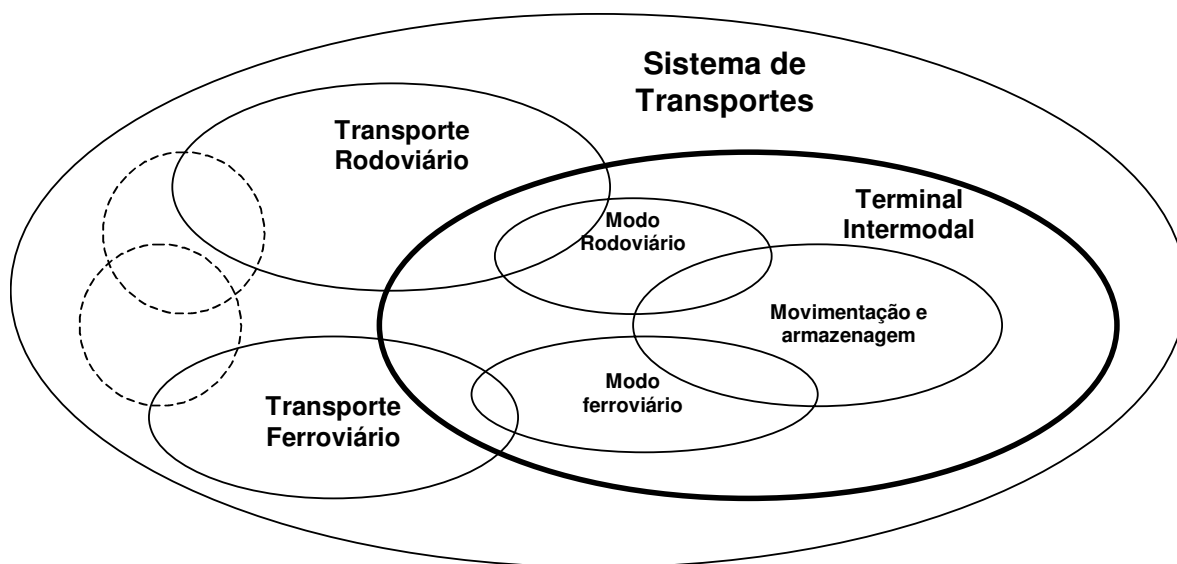 Sistema de
Transportes
Transporte
Rodoviário
Terminal
Intermodal
Modo
Rodoviário
Movimentação e
armazenagem
Modo
ferroviário
Transporte
Ferroviário